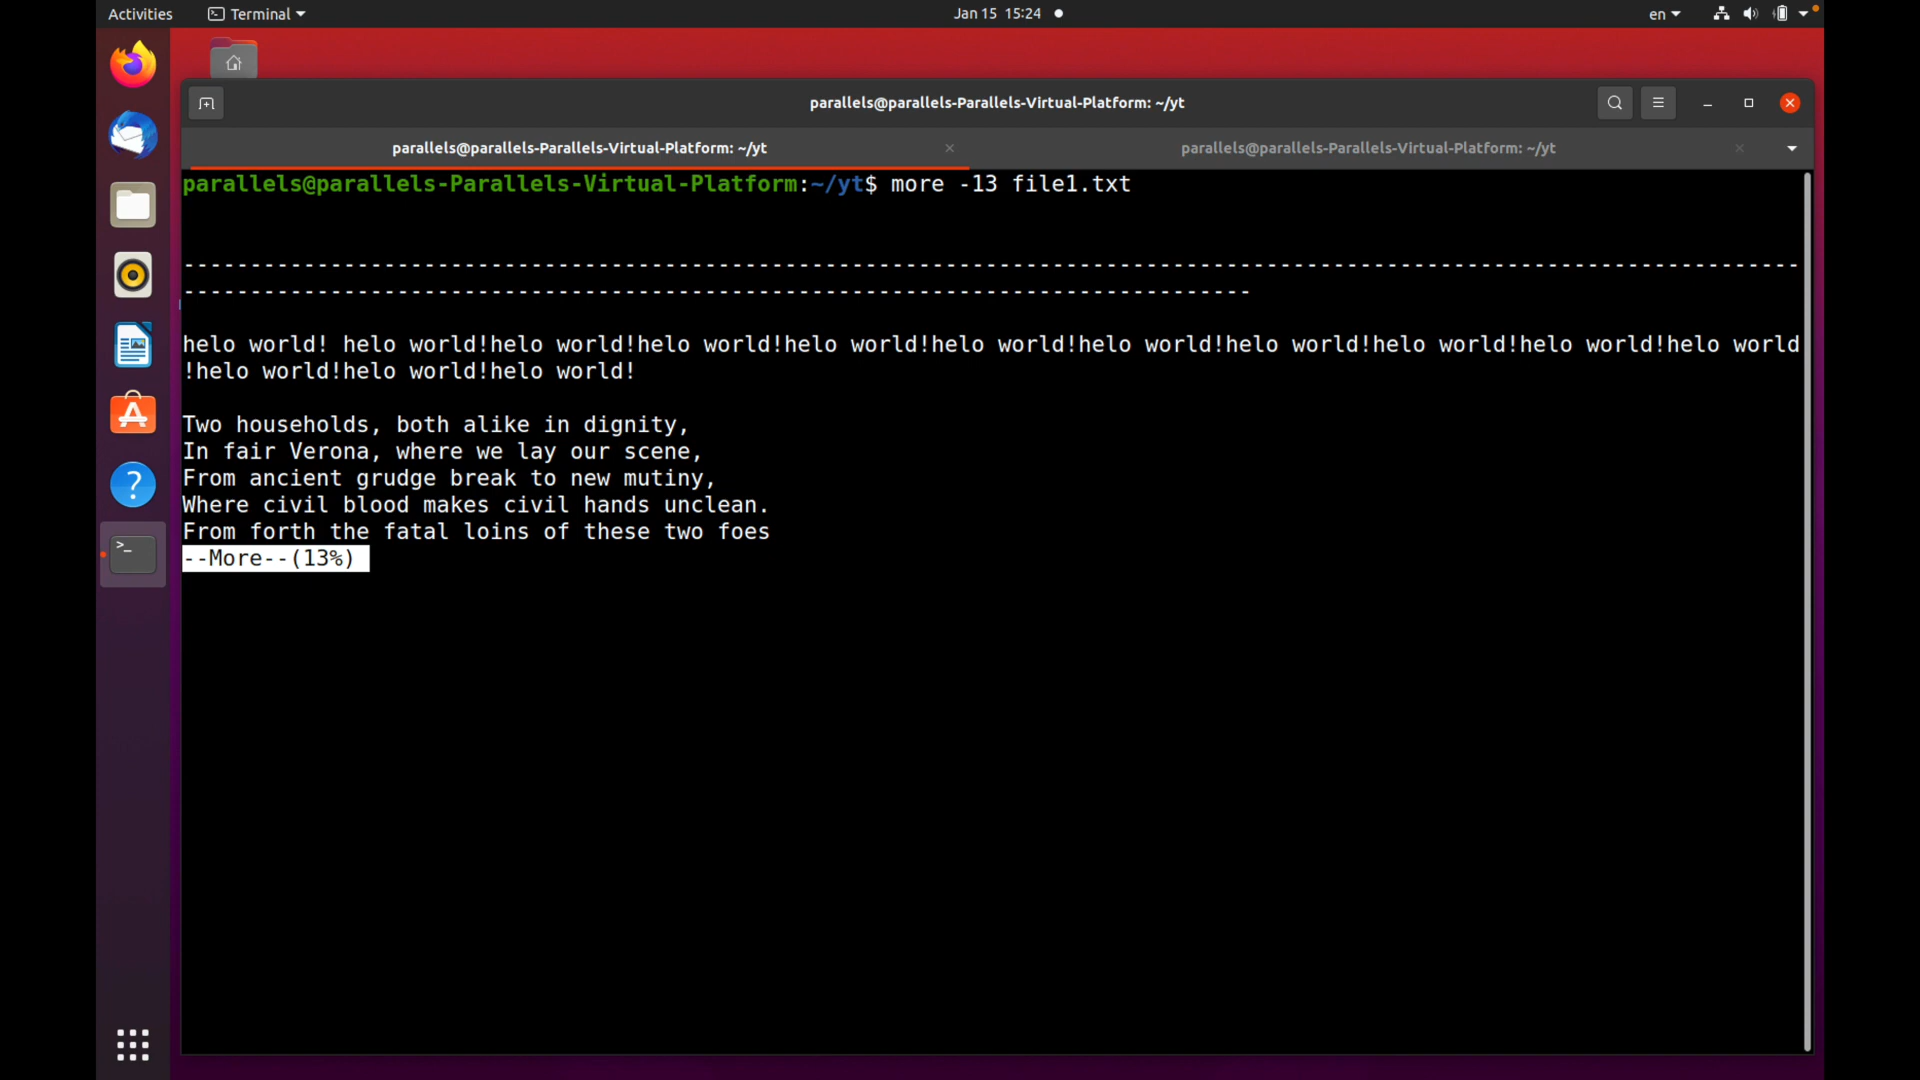 Activities Terminal Jan 15 15:24 en
parallels@parallels-Parallels-Virtual-Platform: ~/yt
parallels@parallels-Parallels-Virtual-Platform: ~/yt parallels@parallels-Parallels-Virtual-Platform: ~/yt
parallels@parallels-Parallels-Virtual-Platform:~/yt$ more -13 file1.txt
-------------------------------------------------------------------------------------------------------------------------
--------------------------------------------------------------------------------
helo world! helo world!helo world!helo world!helo world!helo world!helo world!helo world!helo world!helo world!helo world
!helo world!helo world!helo world!
Two households, both alike in dignity,
In fair Verona, where we lay our scene,
From ancient grudge break to new mutiny,
Where civil blood makes civil hands unclean.
From forth the fatal loins of these two foes
--More--(13%)